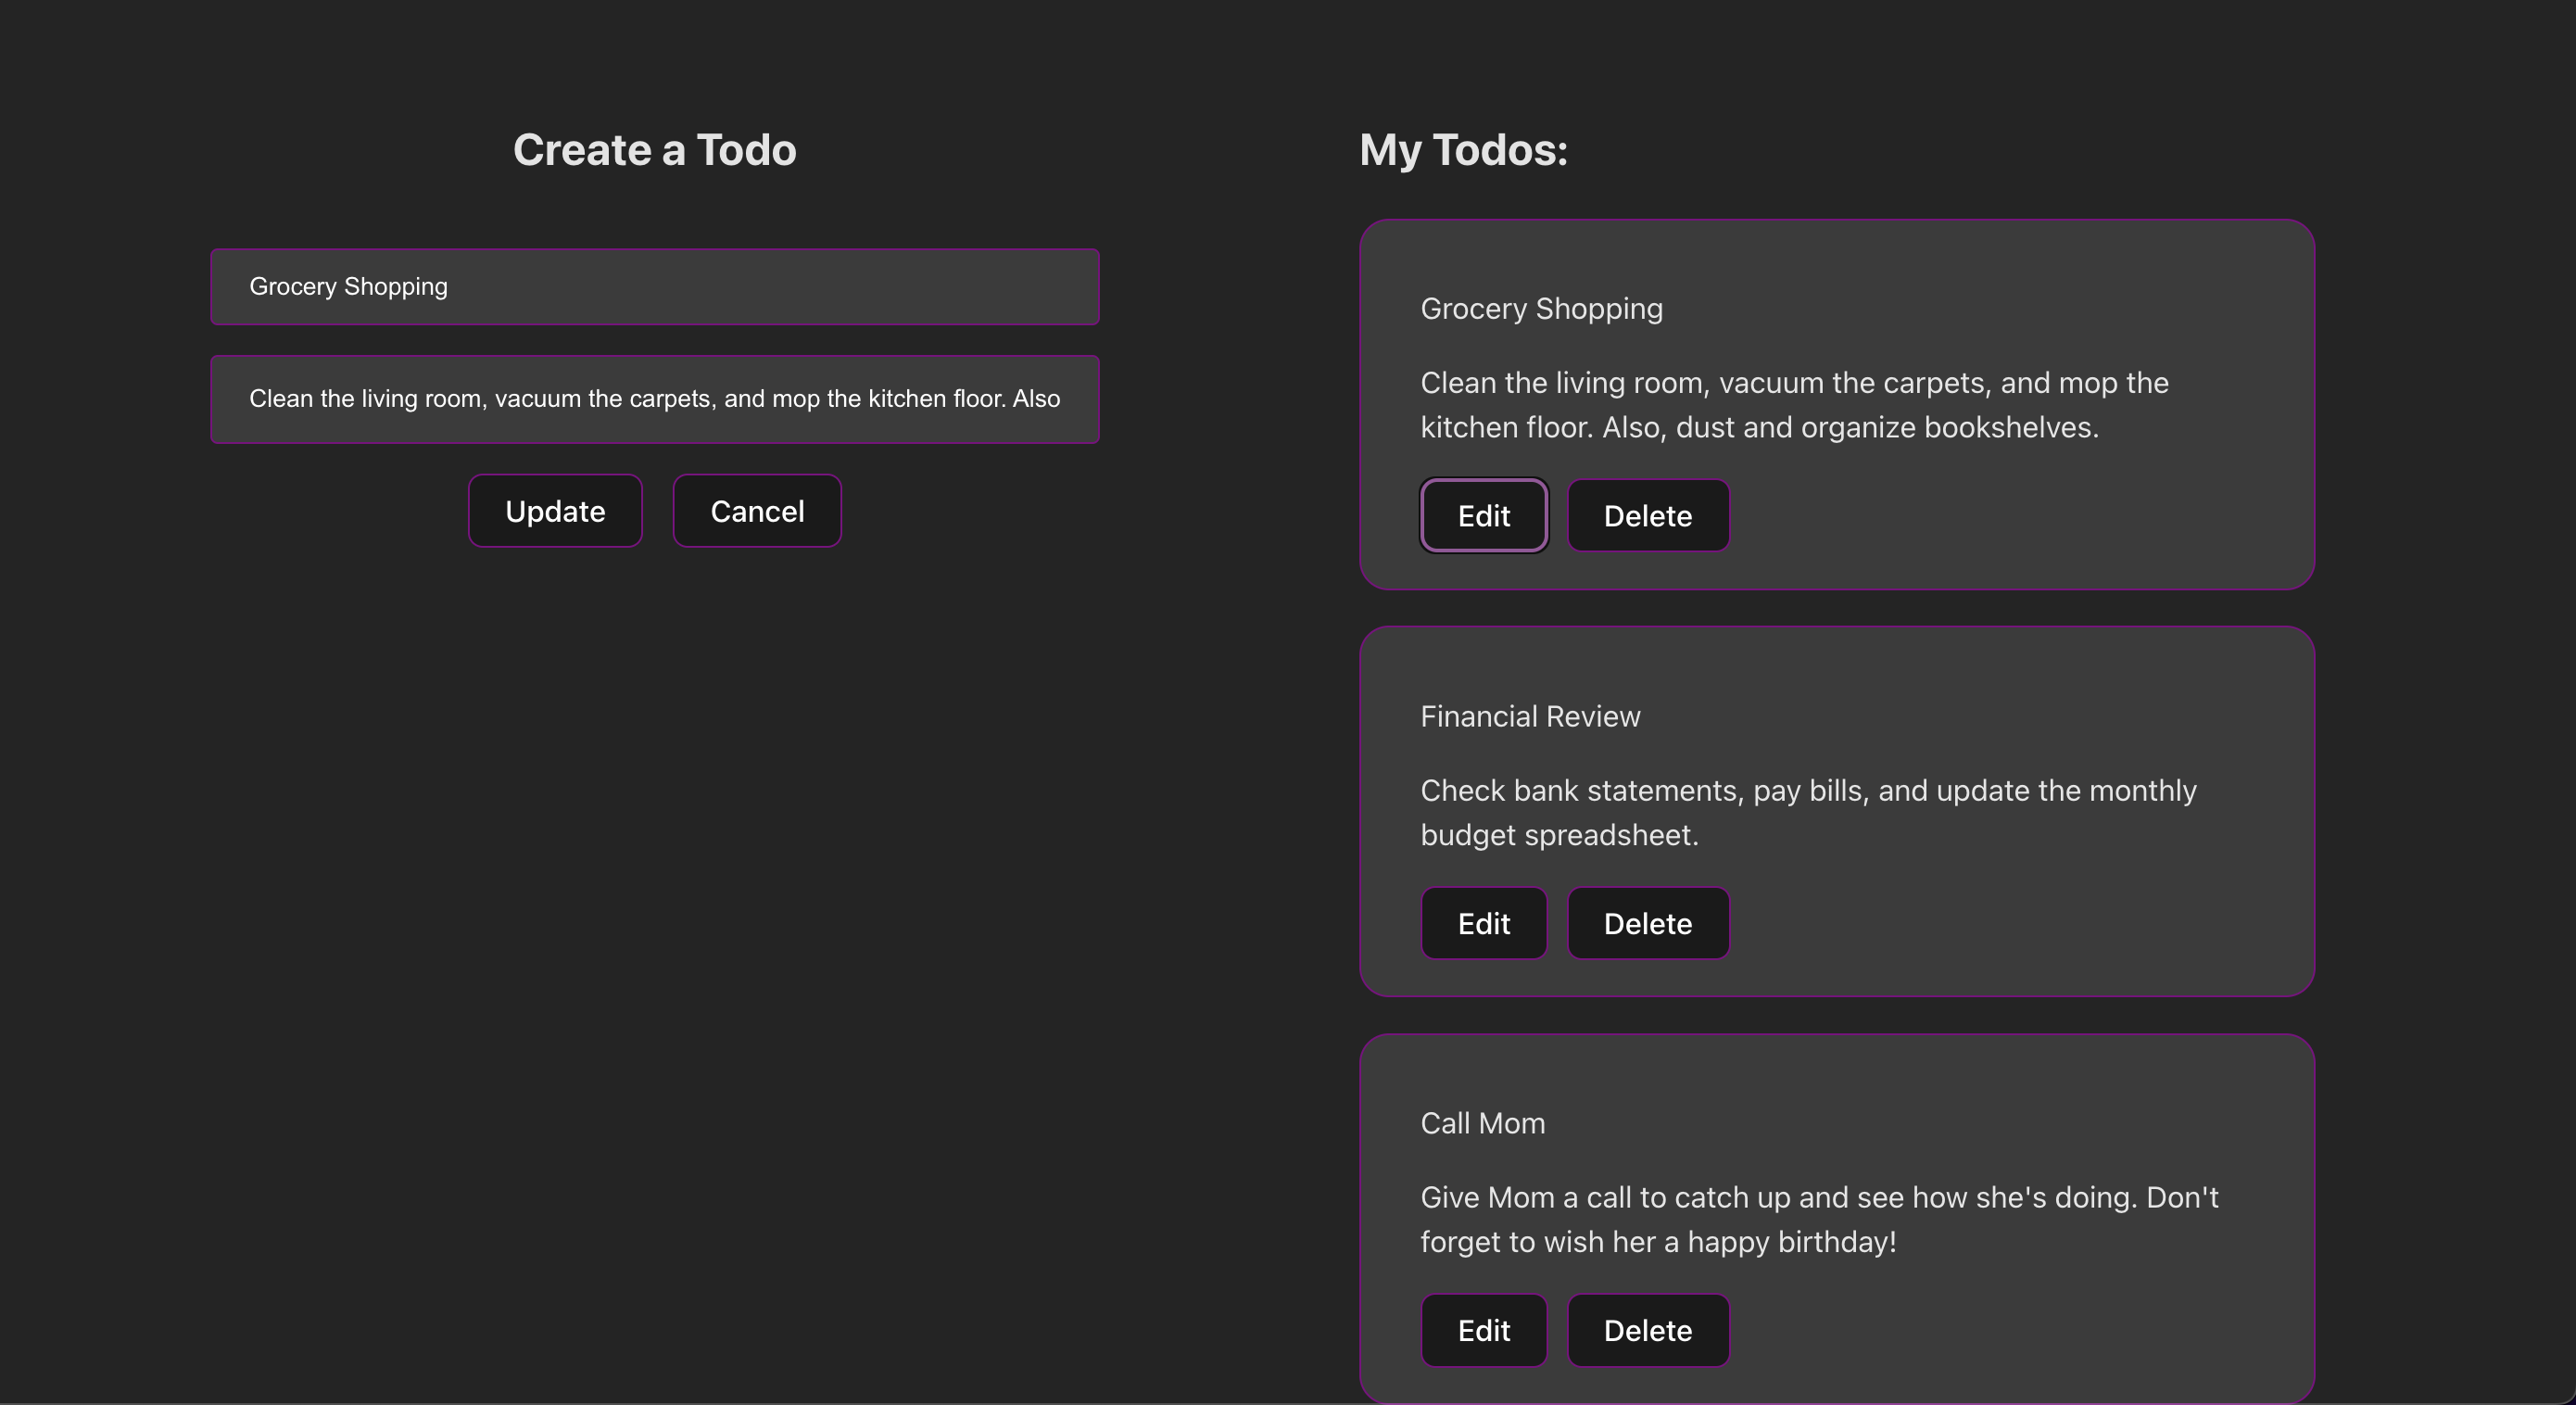 Create a Todo
Grocery Shopping
Clean the living room, vacuum the carpets, and mop the kitchen floor. Also
Update
Cancel
My Todos:
Grocery Shopping
Clean the living room, vacuum the carpets, and mop the
kitchen floor. Also, dust and organize bookshelves.
Edit
Delete
Financial Review
Check bank statements, pay bills, and update the monthly
budget spreadsheet.
Edit
Delete
Call Mom
Give Mom a call to catch up and see how she's doing. Don't
forget to wish her a happy birthday!
Edit
Delete